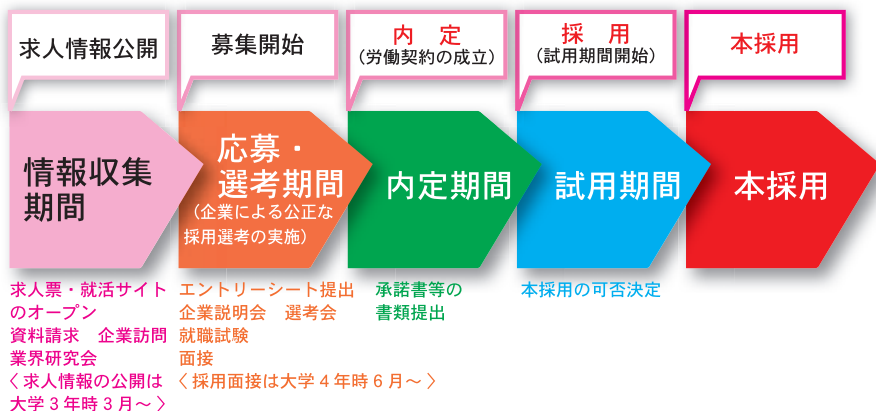 求人情報公開
募集開始
内　定
（労働契約の成立）
採　用
（試用期間開始）
本採用
情報収集
期間
応募・
選考期間
（企業による公正な
採用選考の実施）
内定期間
試用期間
本採用
求人票・就活サイト
のオープン
資料請求　企業訪問
業界研究会
〈求人情報の公開は
大学３年時３月～〉
エントリーシート提出
企業説明会　選考会
就職試験
面接
〈採用面接は大学４年時６月～〉
承諾書等の
書類提出
本採用の可否決定